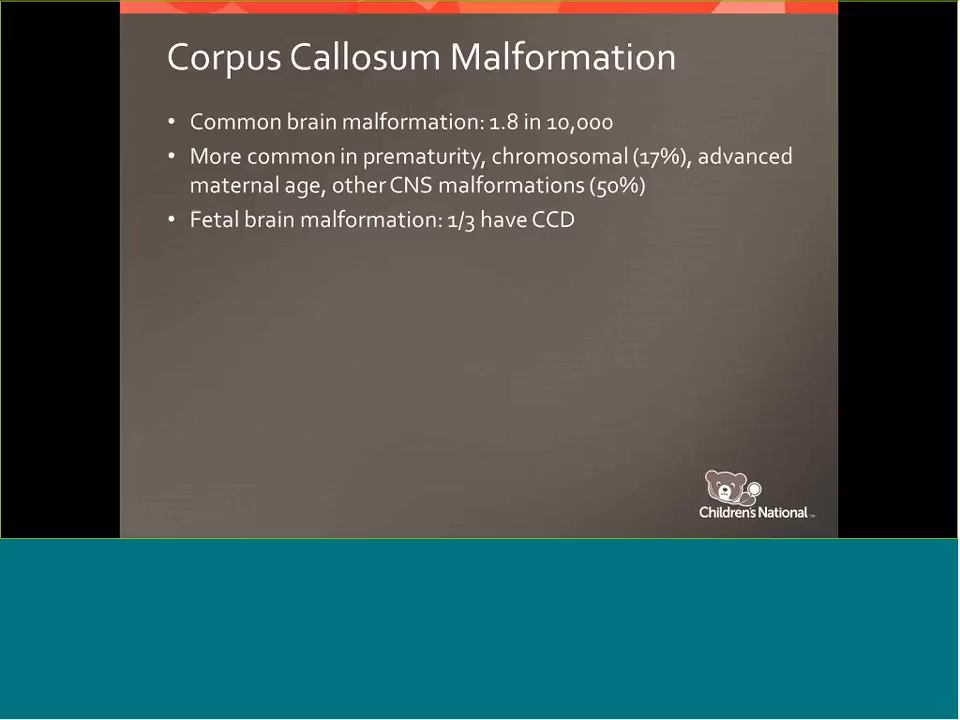 Corpus Callosum Malformation
• Common brain malformation: 1.8 in 10,000
• More common in prematurity, chromosomal (17%), advanced
maternal age, other CNS malformations (50%)
• Fetal brain malformation: 1/3 have CCD
Children's National™